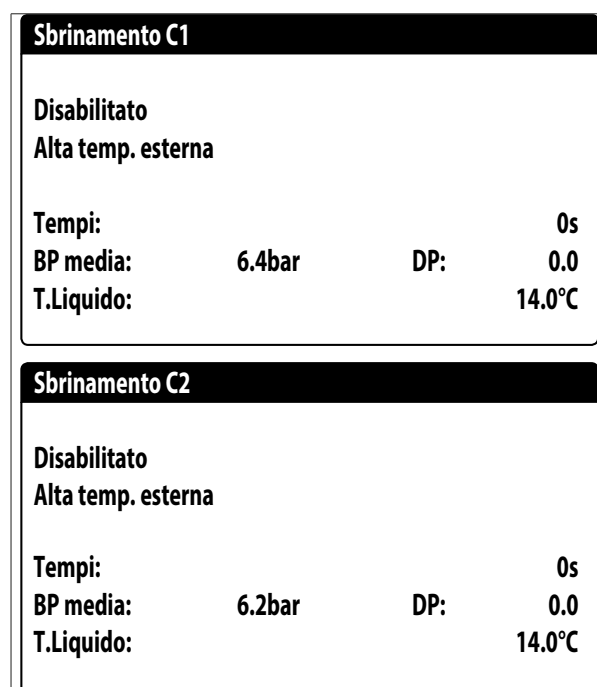 Sbrinamento C1
Disabilitato
Alta temp. esterna
Tempi: 0s
BP media: 6.4bar DP: 0.0
T.Liquido: 14.0°C
Sbrinamento C2
Disabilitato
Alta temp. esterna
Tempi: 0s
BP media: 6.2bar DP: 0.0
T.Liquido: 14.0°C